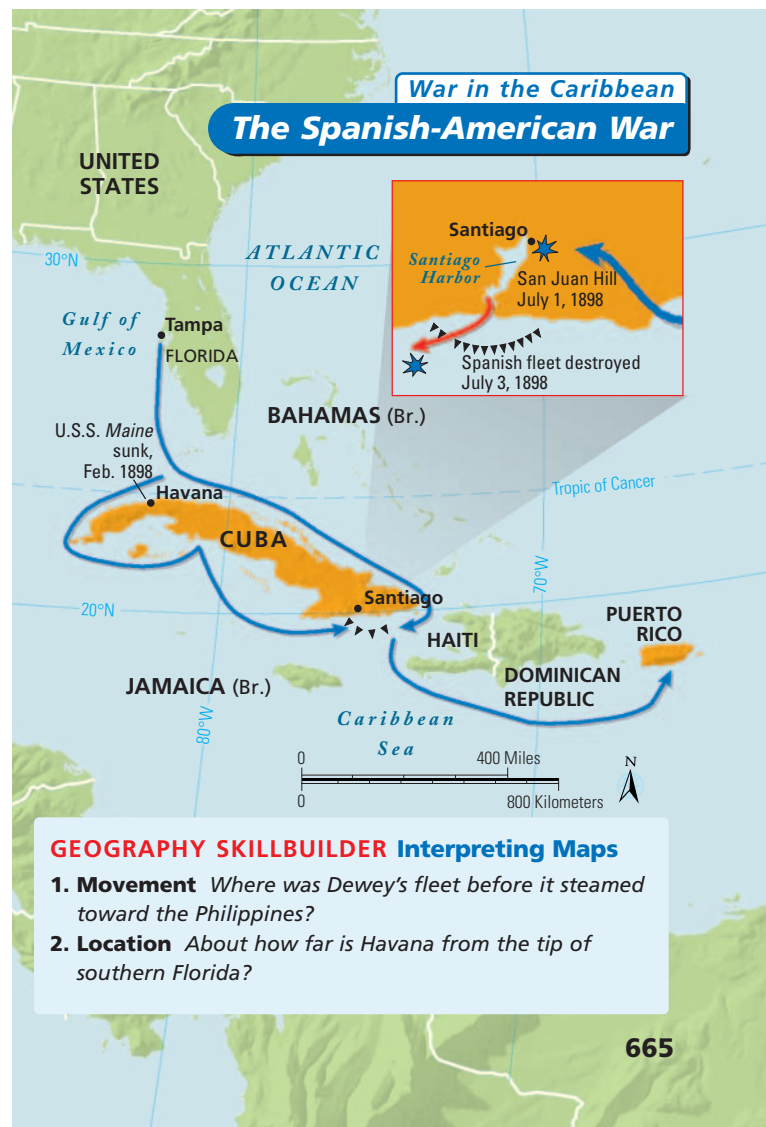 War in the Caribbean
The Spanish-American War
UNITED
STATES
30°N
ATLANTIC
OCEAN
Gulf of
Mexico
Tampa
FLORIDA
Santiago
Santiago
Harbor
San Juan Hill
July 1, 1898
Spanish fleet destroyed
July 3, 1898
BAHAMAS (Br.)
U.S.S. Maine
sunk,
Feb. 1898
Havana
Tropic of Cancer
CUBA
70°W
20°N
Santiago
HAITI
PUERTO
RICO
DOMINICAN
REPUBLIC
JAMAICA (Br.)
80°W
Caribbean
Sea
0
400 Miles
0
800 Kilometers
N
GEOGRAPHY SKILLBUILDER Interpreting Maps
1. Movement Where was Dewey's fleet before it steamed
toward the Philippines?
2. Location About how far is Havana from the tip of
southern Florida?
665